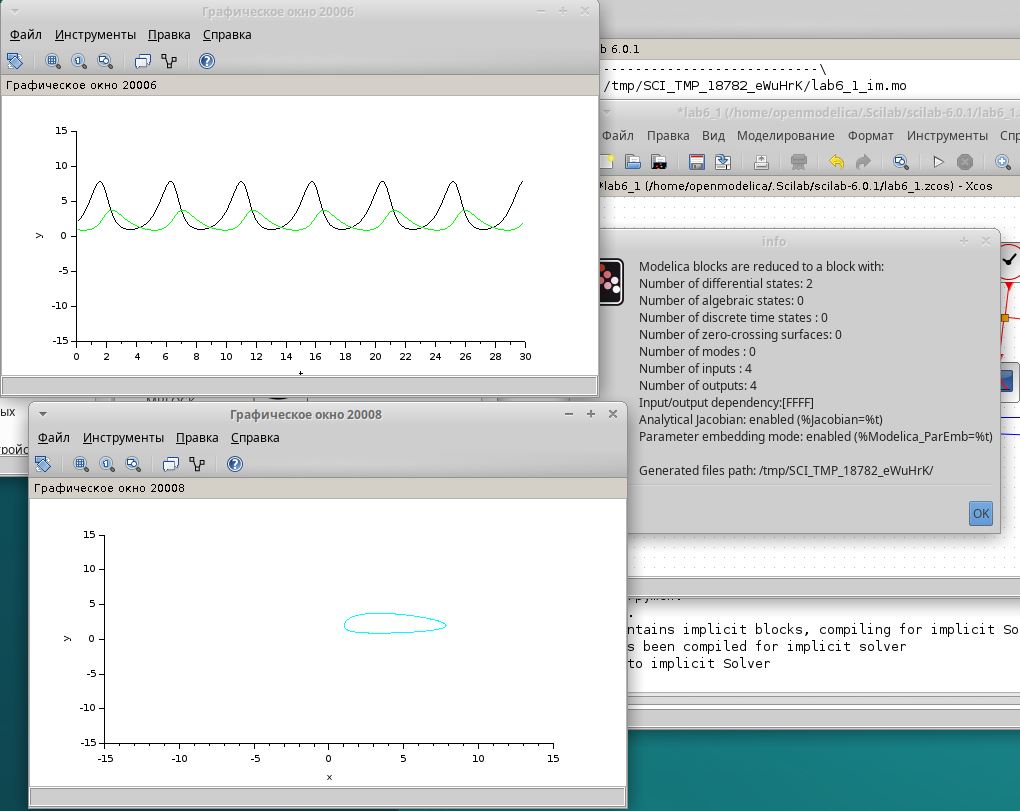 Графическое окно 20006
Файл Инструменты Правка Справка
Графическое окно 20006
15
10
5
0
-5
-10
-15
y
0 2 4 6 8 10 12 14 16 18 20 22 24 26 28 30
b 6.0.1
--------------------------\
/tmp/SCI_TMP_18782_eWuHrK/lab6_1_im.mo
*lab6_1 (/home/openmodelica/.Scilab/scilab-6.0.1/lab6_1.
Файл Правка Вид Моделирование Формат Инструменты Спр
*lab6_1 (/home/openmodelica/.Scilab/scilab-6.0.1/lab6_1.zcos) - Xcos
info
Modelica blocks are reduced to a block with:
Number of differential states: 2
Number of algebraic states: 0
Number of discrete time states : 0
Number of zero-crossing surfaces: 0
Number of modes : 0
Number of inputs : 4
Number of outputs: 4
Input/output dependency:[FFFF]
Analytical Jacobian: enabled (%Jacobian=%t)
Parameter embedding mode: enabled (%Modelica_ParEmb=%t)
Generated files path: /tmp/SCI_TMP_18782_eWuHrK/
OK
ых
Графическое окно 20008
Файл Инструменты Правка Справка
Графическое окно 20008
15
10
5
0
-5
-10
-15
y
-15 -10 -5 0 5 10 15
x
ntains implicit blocks, compiling for implicit So
s been compiled for implicit solver
to implicit Solver